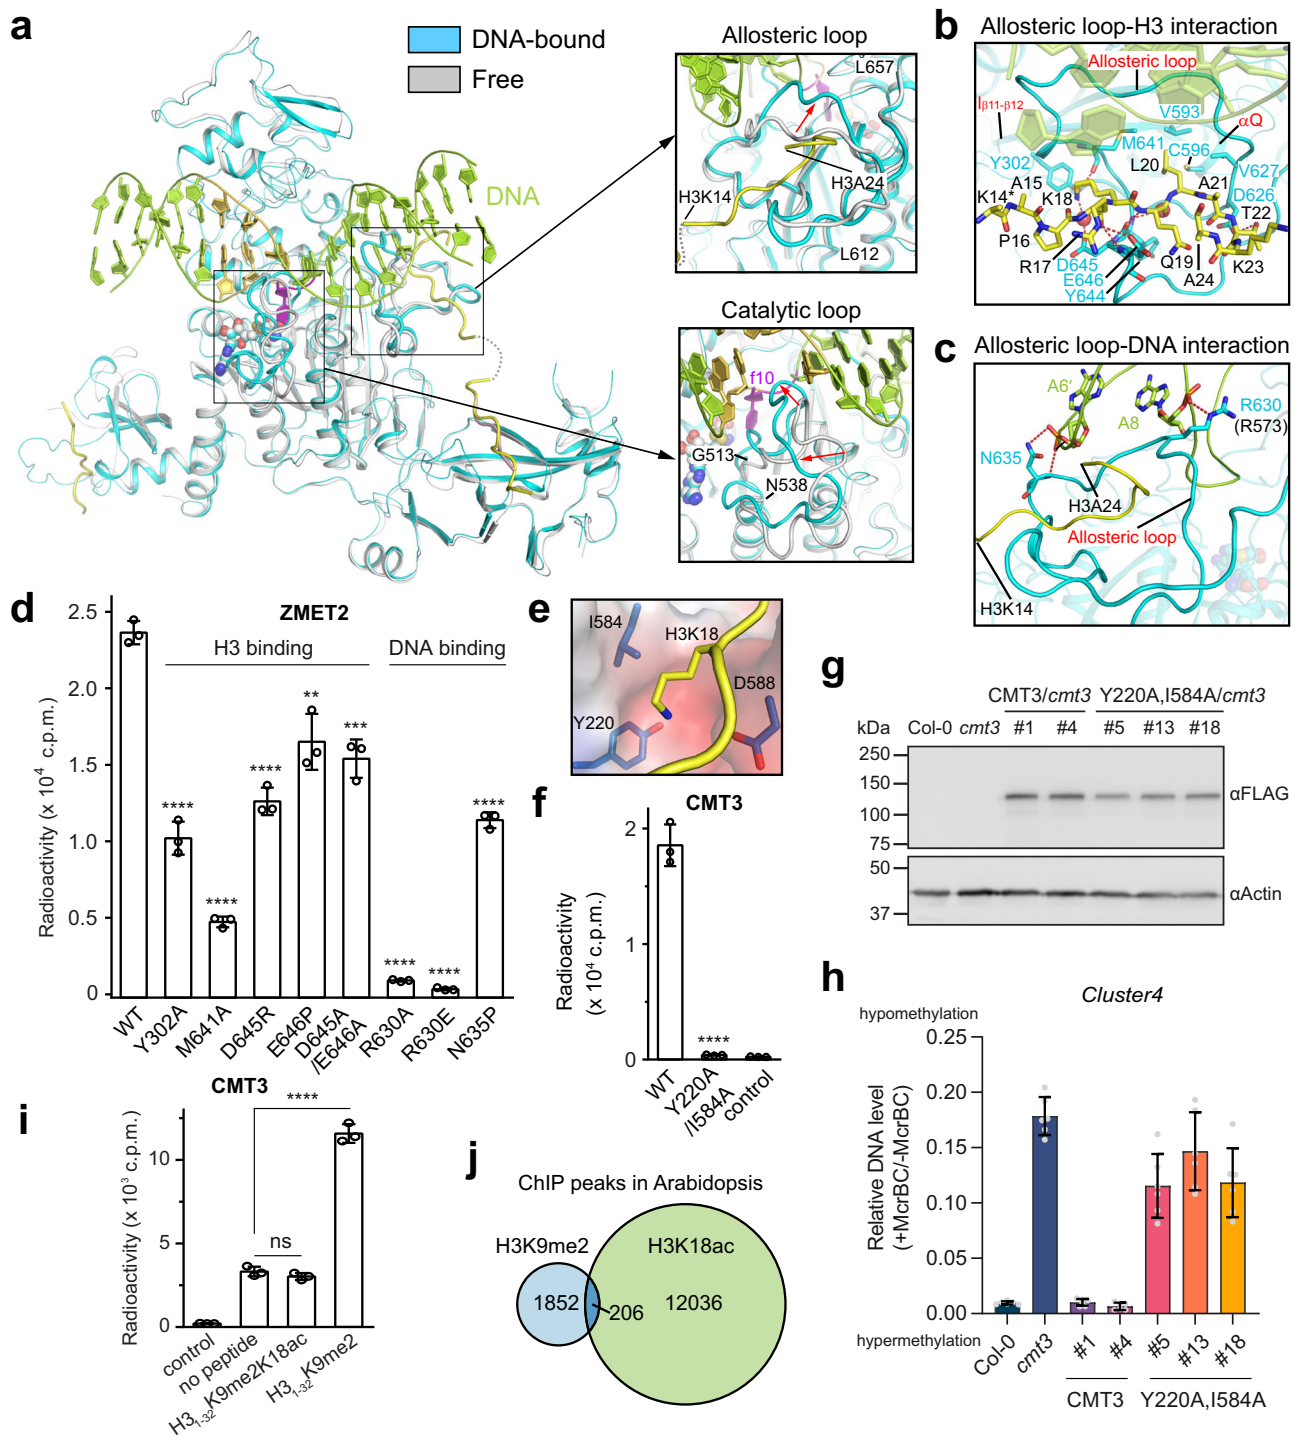 a
DNA-bound
Free
DNA
Allosteric loop
L657
H3K14
H3A24
L612
Catalytic loop
f10
G513
N538
b
Allosteric loop-H3 interaction
Allosteric loop
Iβ11-β12
V593
αQ
M641
C596
Y302
L20
V627
A15
A21
D626
K14*
K18
T22
P16
R17
D645
Q19
K23
E646
A24
Y644
c
Allosteric loop-DNA interaction
A6′
R630
A8
(R573)
N635
H3A24
Allosteric loop
H3K14
d
ZMET2
H3 binding
DNA binding
Radioactivity (x 10⁴ c.p.m.)
2.5
2.0
1.5
1.0
0.5
0
****
****
****
**
***
****
****
****
WT
Y302A
M641A
D645R
E646P
D645A
/E646A
R630A
R630E
N635P
e
I584
H3K18
D588
Y220
f
CMT3
Radioactivity
(x 10⁴ c.p.m.)
2
1
0
****
WT
Y220A
/I584A
control
g
CMT3/cmt3
Y220A,I584A/cmt3
kDa
Col-0
cmt3
#1
#4
#5
#13
#18
250
150
100
75
αFLAG
50
37
αActin
h
Cluster4
hypomethylation
Relative DNA level
(+McrBC/-McrBC)
0.25
0.20
0.15
0.10
0.05
0.00
hypermethylation
Col-0
cmt3
#1
#4
#5
#13
#18
CMT3
Y220A,I584A
i
CMT3
Radioactivity (x 10³ c.p.m.)
10
5
0
****
ns
control
no peptide
H3₁₋₃₂K9me2K18ac
H3₁₋₃₂K9me2
j
ChIP peaks in Arabidopsis
H3K9me2
H3K18ac
1852
206
12036